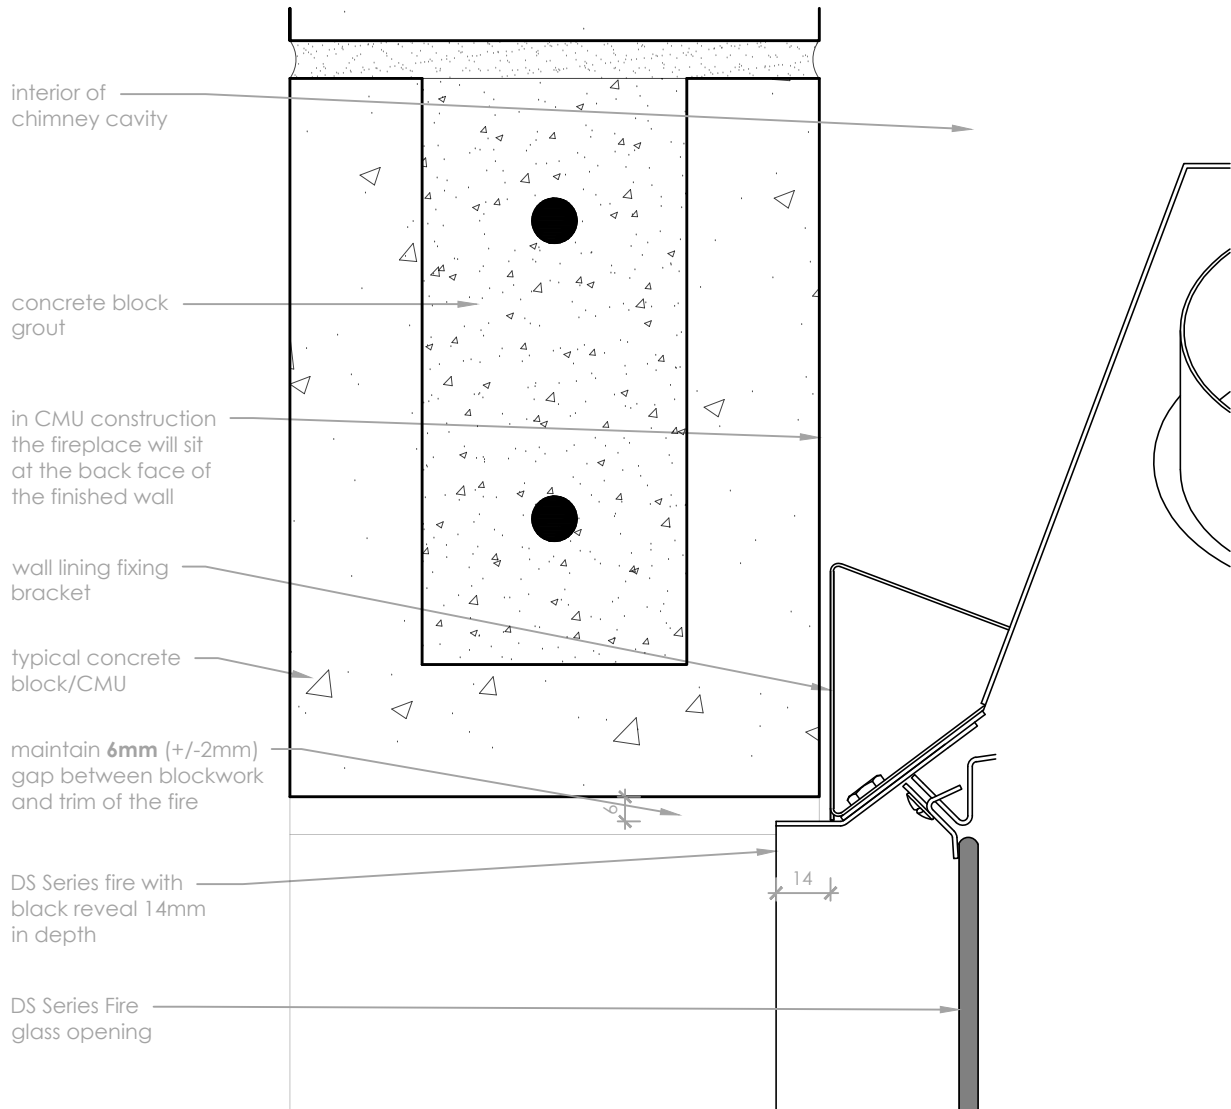 interior of
chimney cavity
concrete block
grout
in CMU construction
the fireplace will sit
at the back face of
the finished wall
wall lining fixing
bracket
typical concrete
block/CMU
maintain 6mm (+/-2mm)
gap between blockwork
and trim of the fire
6
DS Series fire with
black reveal 14mm
in depth
14
DS Series Fire
glass opening